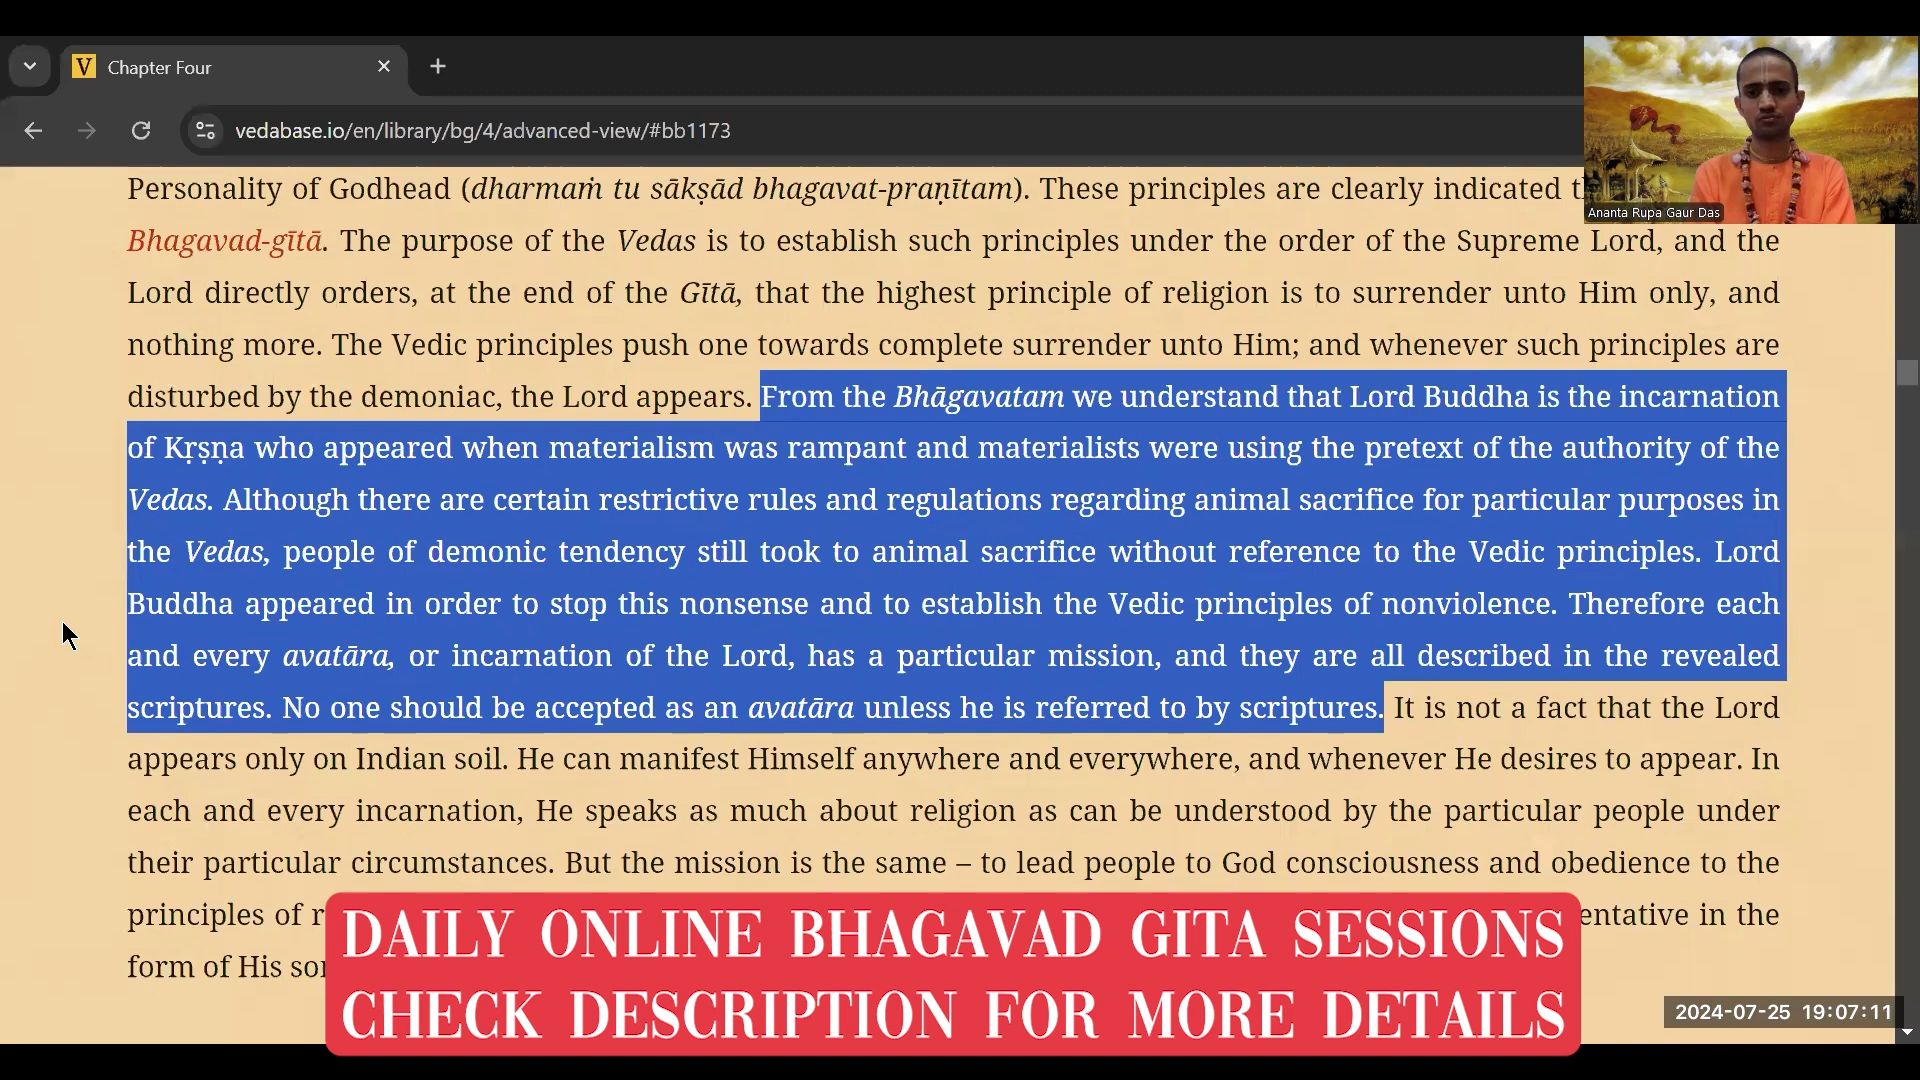 Chapter Four
vedabase.io/en/library/bg/4/advanced-view/#bb1173
Ananta Rupa Gaur Das
Personality of Godhead (dharmaṁ tu sākṣād bhagavat-praṇītam). These principles are clearly indicated
Bhagavad-gītā. The purpose of the Vedas is to establish such principles under the order of the Supreme Lord, and the
Lord directly orders, at the end of the Gītā, that the highest principle of religion is to surrender unto Him only, and
nothing more. The Vedic principles push one towards complete surrender unto Him; and whenever such principles are
disturbed by the demoniac, the Lord appears. From the Bhāgavatam we understand that Lord Buddha is the incarnation
of Kṛṣṇa who appeared when materialism was rampant and materialists were using the pretext of the authority of the
Vedas. Although there are certain restrictive rules and regulations regarding animal sacrifice for particular purposes in
the Vedas, people of demonic tendency still took to animal sacrifice without reference to the Vedic principles. Lord
Buddha appeared in order to stop this nonsense and to establish the Vedic principles of nonviolence. Therefore each
and every avatāra, or incarnation of the Lord, has a particular mission, and they are all described in the revealed
scriptures. No one should be accepted as an avatāra unless he is referred to by scriptures. It is not a fact that the Lord
appears only on Indian soil. He can manifest Himself anywhere and everywhere, and whenever He desires to appear. In
each and every incarnation, He speaks as much about religion as can be understood by the particular people under
their particular circumstances. But the mission is the same – to lead people to God consciousness and obedience to the
principles of
in the
form of His
DAILY ONLINE BHAGAVAD GITA SESSIONS
CHECK DESCRIPTION FOR MORE DETAILS
2024-07-25 19:07:11